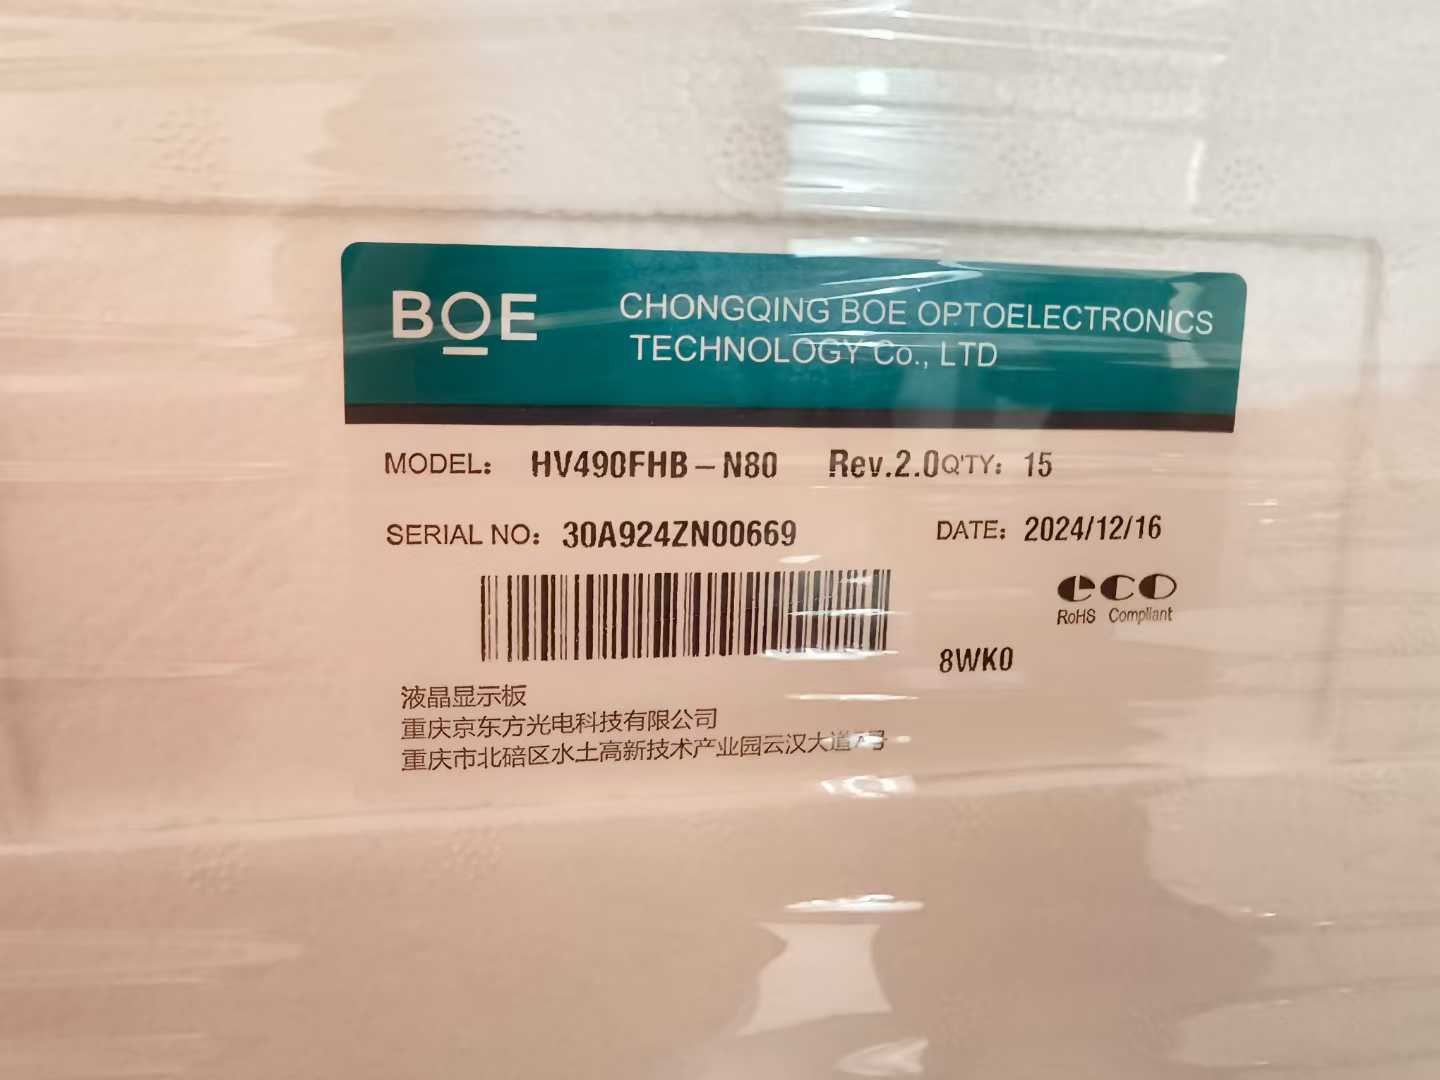 BOE
CHONGQING BOE OPTOELECTRONICS
TECHNOLOGY Co., LTD
MODEL: HV490FHB-N80 Rev.2.0 Q'TY: 15
SERIAL NO: 30A924ZN00669 DATE: 2024/12/16
eco
RoHS Compliant
8WK0
液晶显示板
重庆京东方光电科技有限公司
重庆市北碚区水土高新技术产业园云汉大道7号